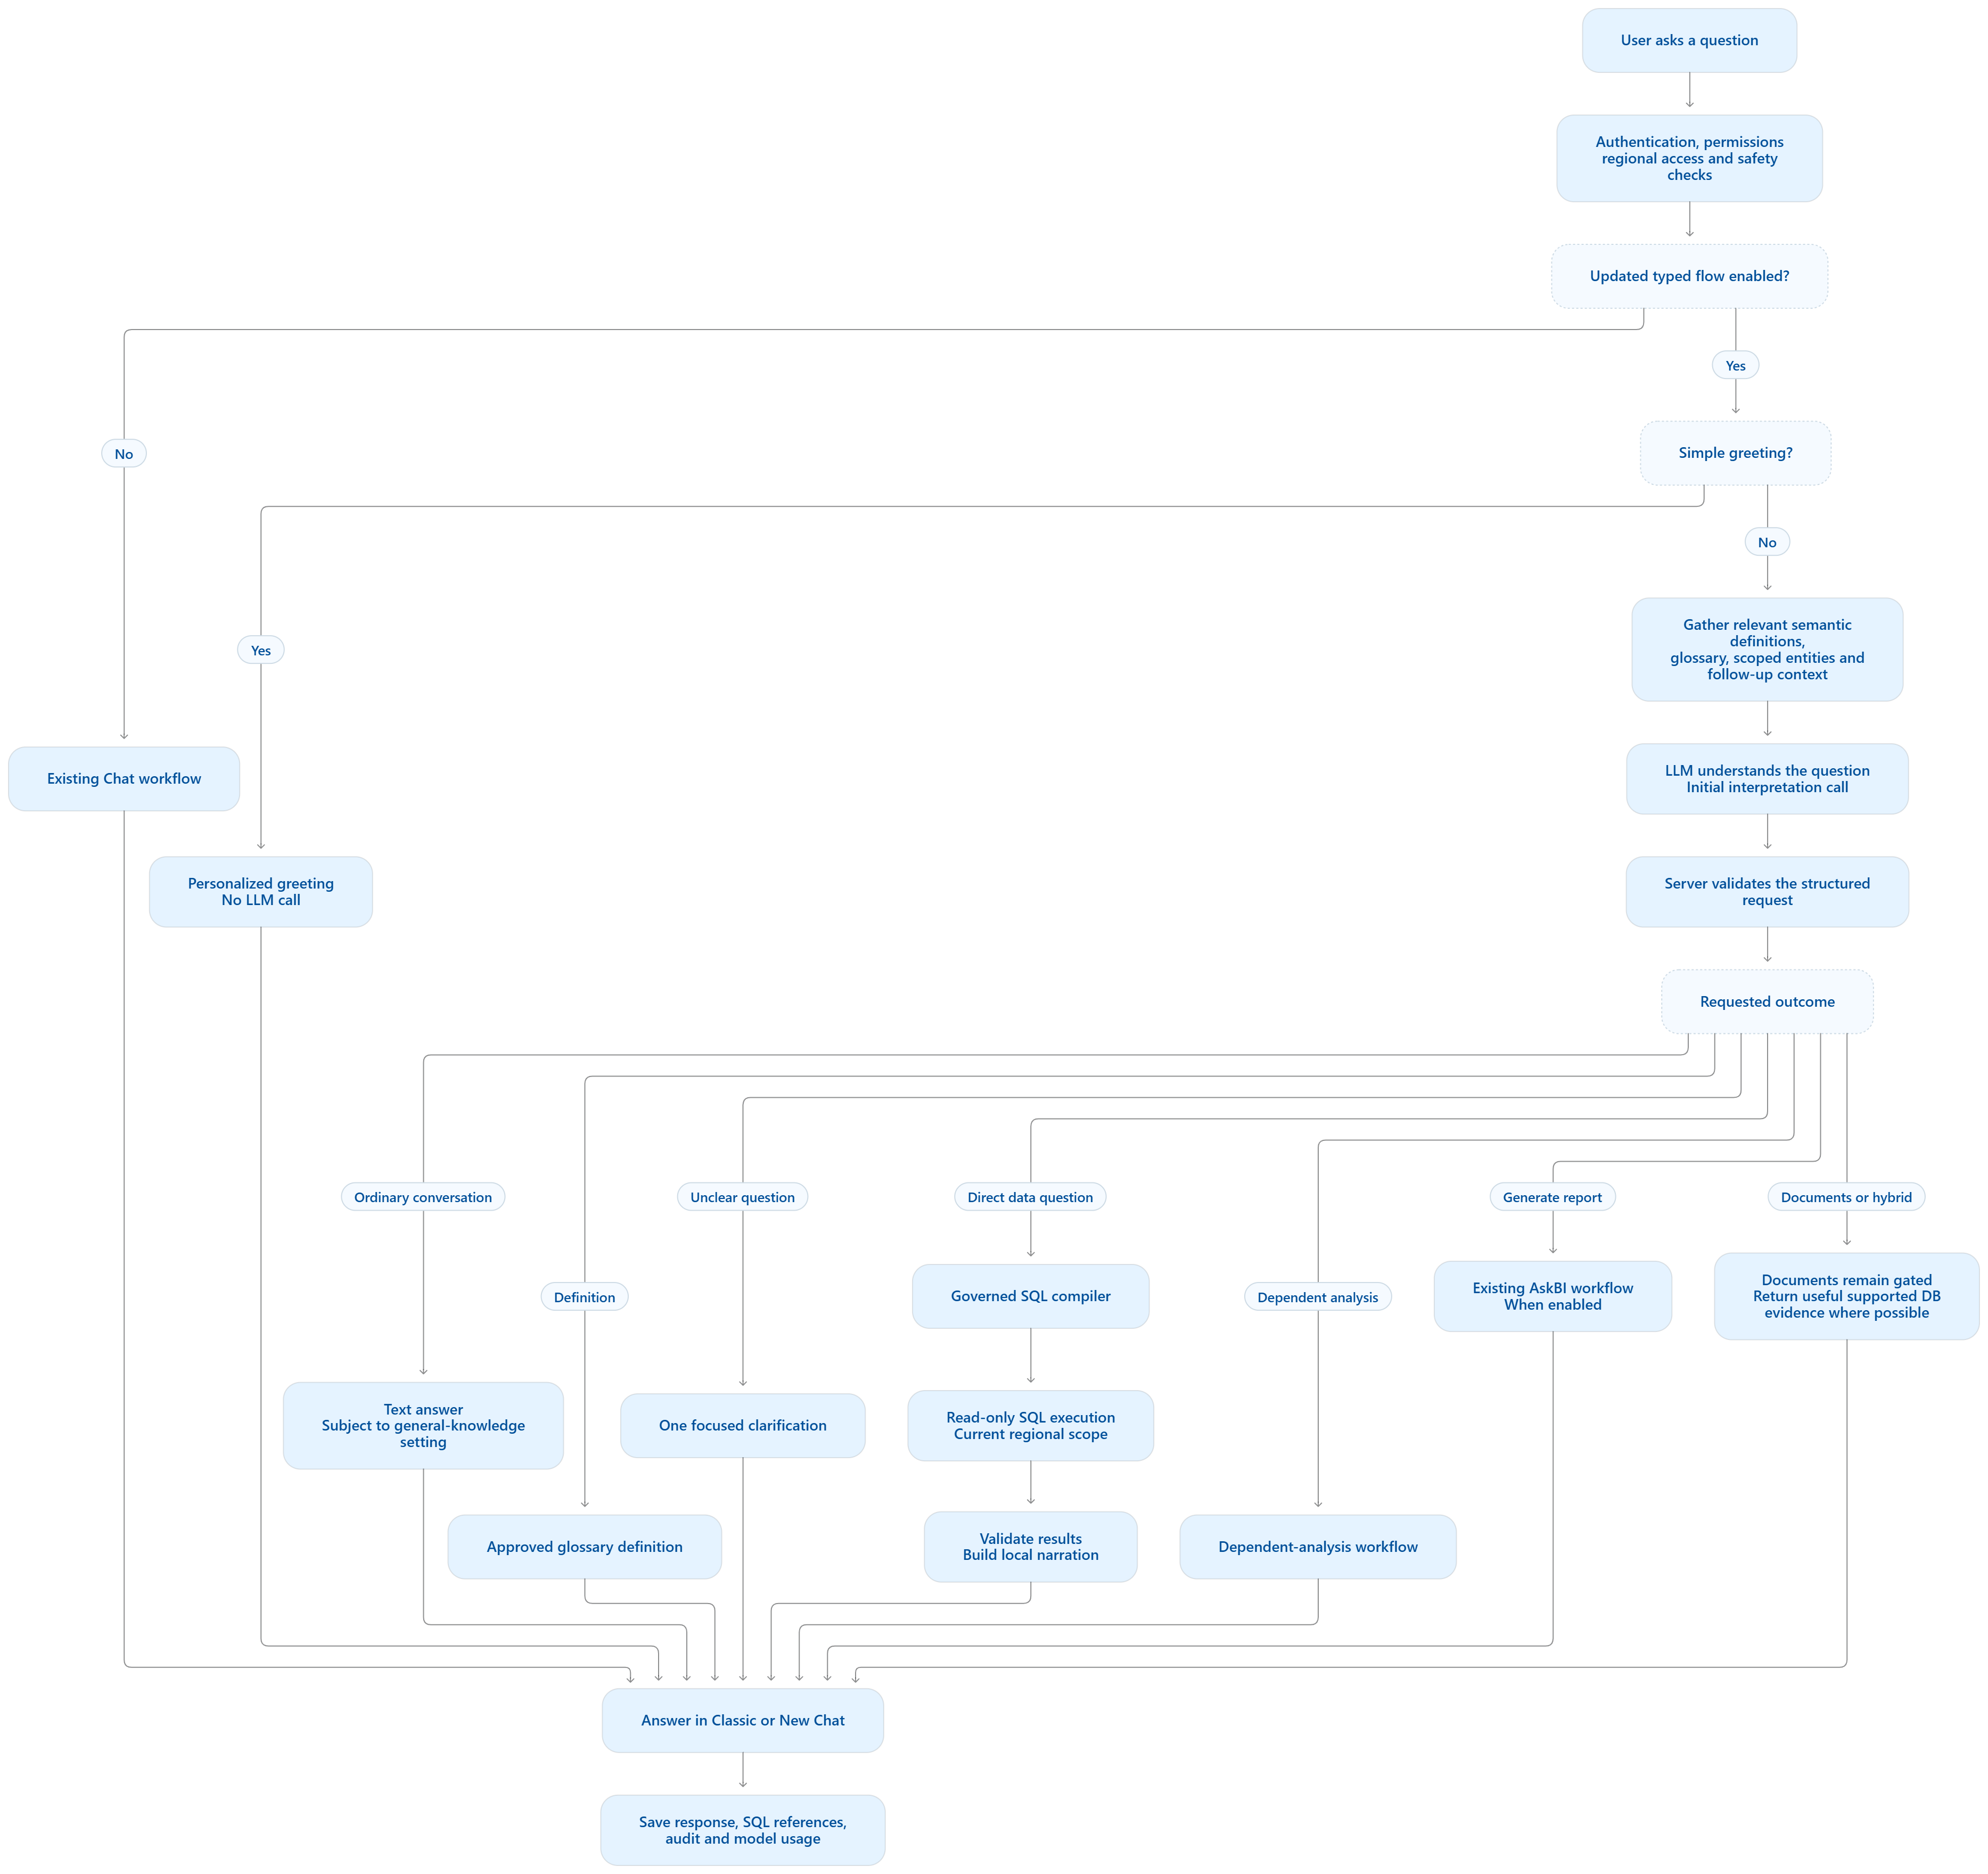 User asks a question
Authentication, permissions
regional access and safety
checks
Updated typed flow enabled?
Yes
No
Simple greeting?
No
Yes
Gather relevant semantic
definitions,
glossary, scoped entities and
follow-up context
Existing Chat workflow
LLM understands the question
Initial interpretation call
Personalized greeting
No LLM call
Server validates the structured
request
Requested outcome
Ordinary conversation
Unclear question
Direct data question
Generate report
Documents or hybrid
Definition
Governed SQL compiler
Dependent analysis
Existing AskBI workflow
When enabled
Documents remain gated
Return useful supported DB
evidence where possible
Text answer
Subject to general-knowledge
setting
One focused clarification
Read-only SQL execution
Current regional scope
Approved glossary definition
Validate results
Build local narration
Dependent-analysis workflow
Answer in Classic or New Chat
Save response, SQL references,
audit and model usage